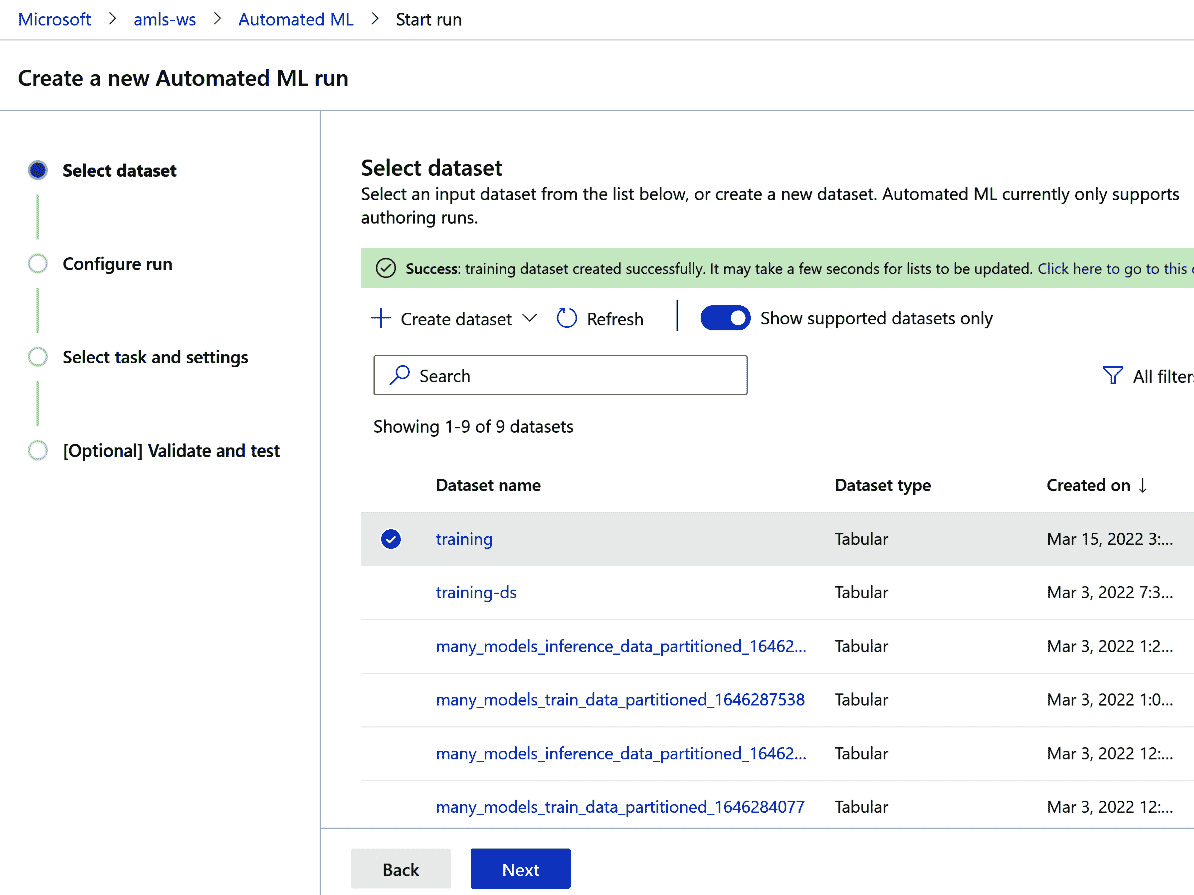 Microsoft > amls-ws > Automated ML > Start run
Create a new Automated ML run
Select dataset
Configure run
Select task and settings
[Optional] Validate and test
Select dataset
Select an input dataset from the list below, or create a new dataset. Automated ML currently only supports
authoring runs.
Success: training dataset created successfully. It may take a few seconds for lists to be updated. Click here to go to this
Create dataset Refresh Show supported datasets only
Search All filter
Showing 1-9 of 9 datasets
Dataset name Dataset type Created on ↓
training Tabular Mar 15, 2022 3:...
training-ds Tabular Mar 3, 2022 7:3...
many_models_inference_data_partitioned_16462... Tabular Mar 3, 2022 1:2...
many_models_train_data_partitioned_1646287538 Tabular Mar 3, 2022 1:0...
many_models_inference_data_partitioned_16462... Tabular Mar 3, 2022 12:...
many_models_train_data_partitioned_1646284077 Tabular Mar 3, 2022 12:...
Back Next